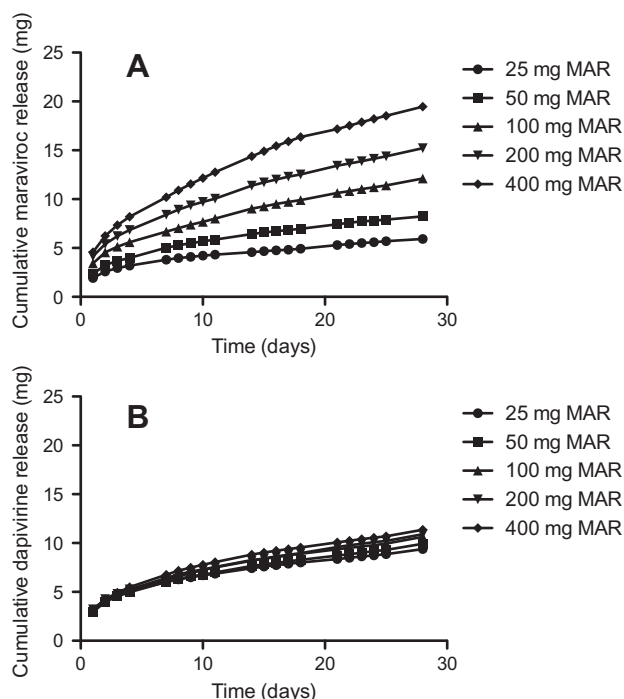 A
Cumulative maraviroc release (mg)
25
20
15
10
5
0
0
10
20
30
Time (days)
25 mg MAR
50 mg MAR
100 mg MAR
200 mg MAR
400 mg MAR
B
Cumulative dapivirine release (mg)
25
20
15
10
5
0
0
10
20
30
Time (days)
25 mg MAR
50 mg MAR
100 mg MAR
200 mg MAR
400 mg MAR